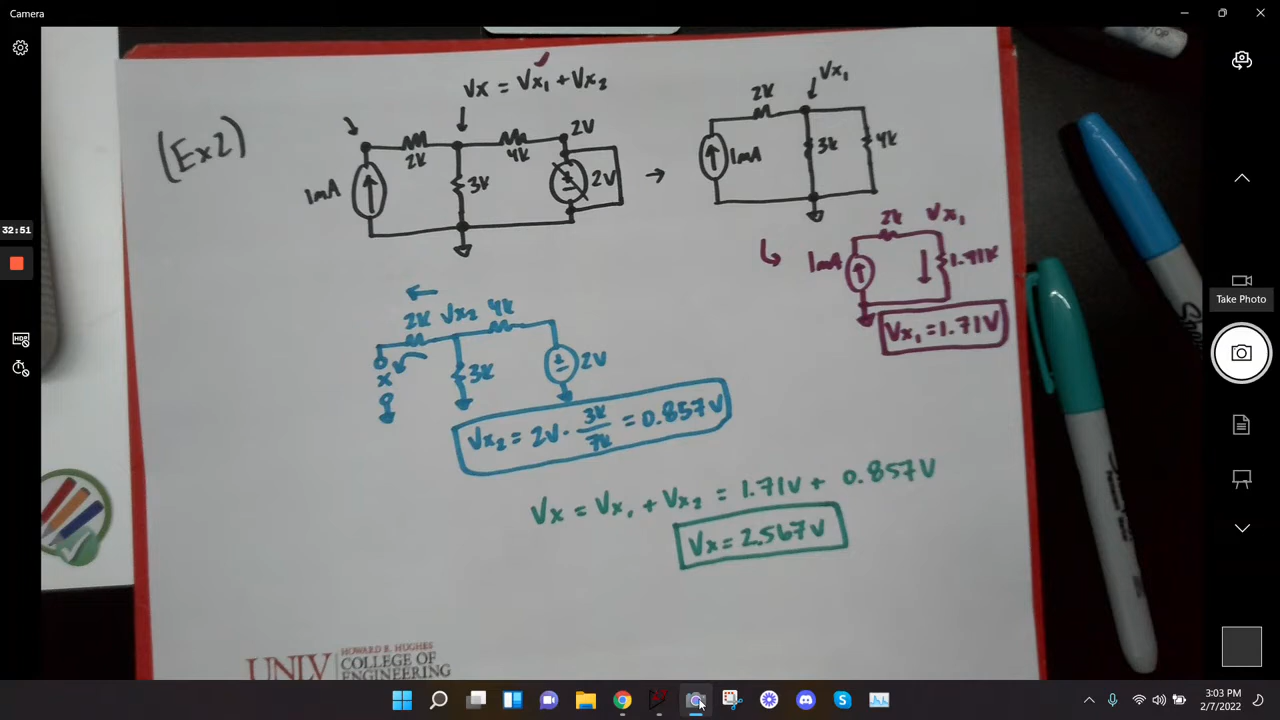 Camera
Vx = Vx₁ + Vx₂
(Ex2)
2V
2k
4k
1mA
3k
2V
Vx₁
2k
1mA
3k
4k
2k
Vx₁
1mA
1.71k
Vx₁ = 1.71V
2k
Vx₂
4k
x
3k
2V
Vx₂ = 2V · 3k/7k = 0.857V
Vx = Vx₁ + Vx₂ = 1.71V + 0.857V
Vx = 2.567V
UNLV
HOWARD R. HUGHES
COLLEGE OF
ENGINEERING
32:51
HDR
Take Photo
3:03 PM
2/7/2022